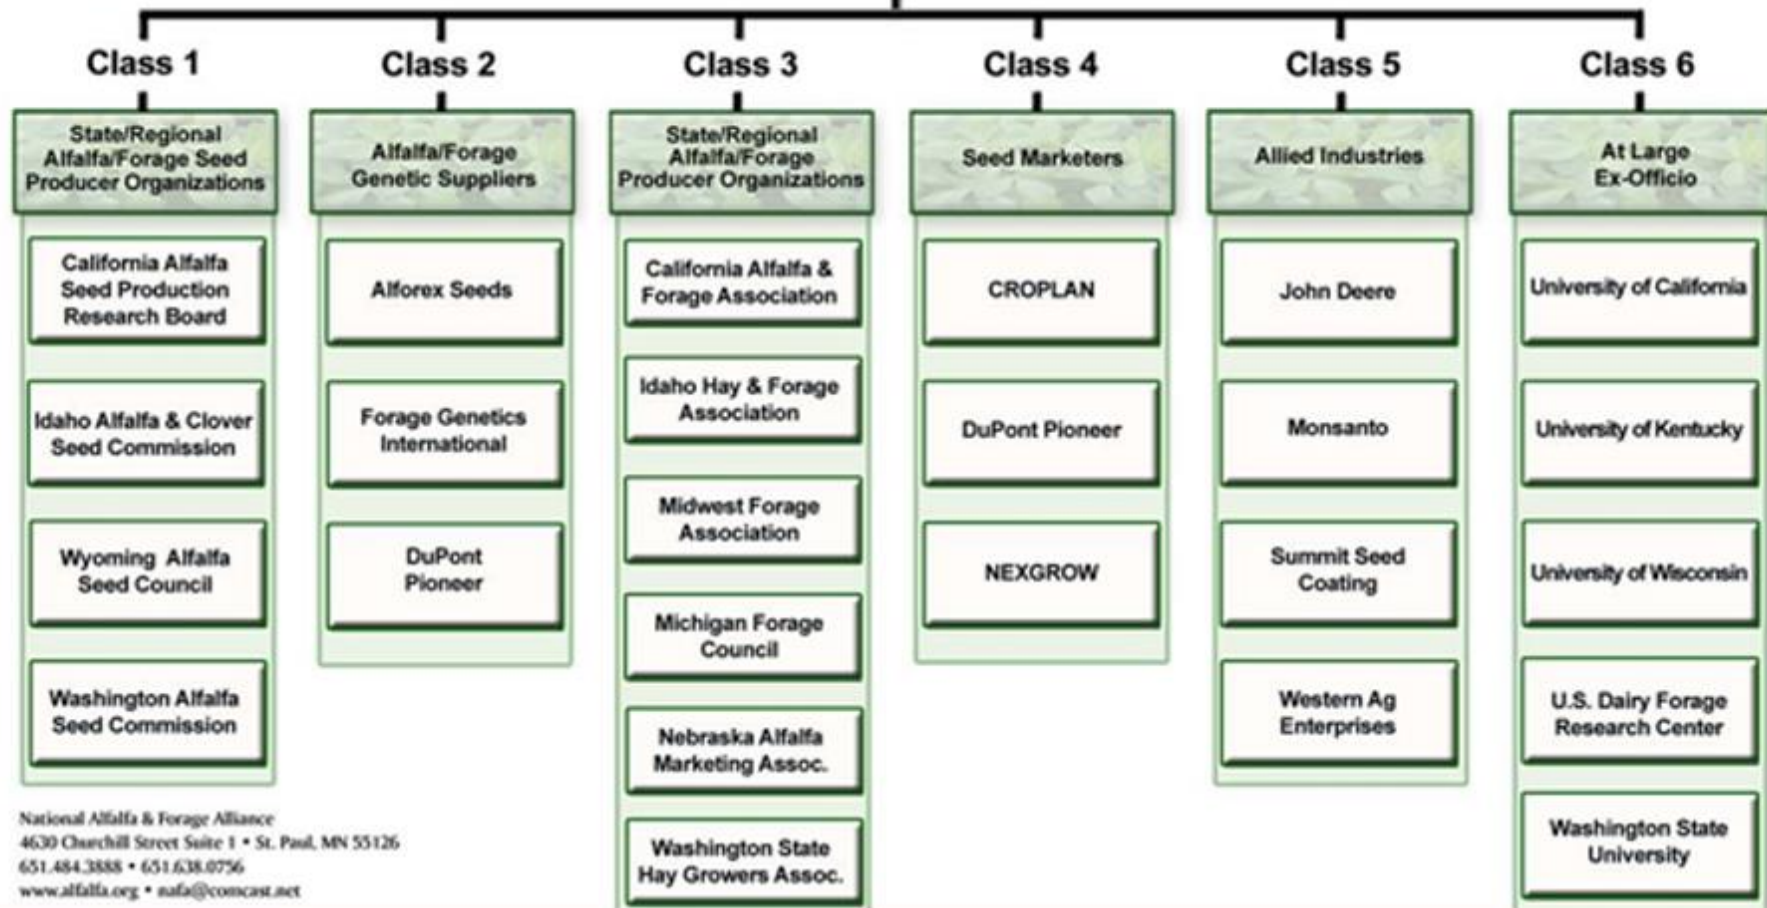 Class 1
Class 2
Class 3
Class 4
Class 5
Class 6
State/Regional
Alfalfa/Forage Seed
Producer Organizations
Alfalfa/Forage
Genetic Suppliers
State/Regional
Alfalfa/Forage
Producer Organizations
Seed Marketers
Allied Industries
At Large
Ex-Officio
California Alfalfa
Seed Production
Research Board
Idaho Alfalfa & Clover
Seed Commission
Wyoming Alfalfa
Seed Council
Washington Alfalfa
Seed Commission
Alforex Seeds
Forage Genetics
International
DuPont
Pioneer
California Alfalfa &
Forage Association
Idaho Hay & Forage
Association
Midwest Forage
Association
Michigan Forage
Council
Nebraska Alfalfa
Marketing Assoc.
Washington State
Hay Growers Assoc.
CROPLAN
DuPont Pioneer
NEXGROW
John Deere
Monsanto
Summit Seed
Coating
Western Ag
Enterprises
University of California
University of Kentucky
University of Wisconsin
U.S. Dairy Forage
Research Center
Washington State
University
National Alfalfa & Forage Alliance
4630 Churchill Street Suite 1 • St. Paul, MN 55126
651.484.3888 • 651.638.0756
www.alfalfa.org • nafa@comcast.net